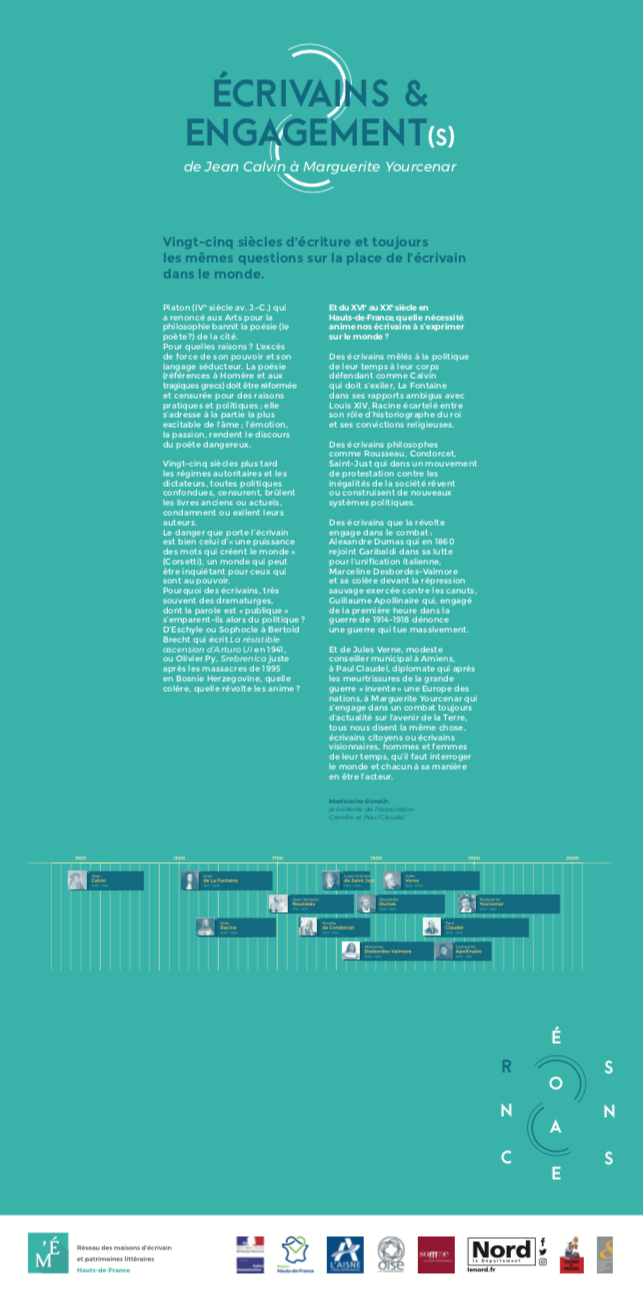 ÉCRIVAINS &
ENGAGEMENT(S)
de Jean Calvin à Marguerite Yourcenar
Vingt-cinq siècles d'écriture et toujours
les mêmes questions sur la place de l'écrivain
dans le monde.
Platon (IVe siècle av. J.-C.) qui
a renoncé aux Arts pour la
philosophie bannit la poésie (le
poète?) de la cité.
Pour quelles raisons ? L'excès
de force de son pouvoir et son
langage séducteur. La poésie
(références à Homère et aux
tragiques grecs) doit être réformée
et censurée pour des raisons
pratiques et politiques ; elle
s'adresse à la partie la plus
excitable de l'âme ; l'émotion,
la passion, rendent le discours
du poète dangereux.
Vingt-cinq siècles plus tard
les régimes autoritaires et les
dictateurs, toutes politiques
confondues, censurent, brûlent
les livres anciens ou actuels,
condamnent ou exilent leurs
auteurs.
Le danger que porte l'écrivain
est bien celui d'« une puissance
des mots qui créent le monde »
(Corsetti), un monde qui peut
être inquiétant pour ceux qui
sont au pouvoir.
Pourquoi des écrivains, très
souvent des dramaturges,
dont la parole est « publique »
s'emparent-ils alors du politique ?
D'Eschyle ou Sophocle à Bertold
Brecht qui écrit La résistible
ascension d'Arturo Ui en 1941,
ou Olivier Py, Srebrenica juste
après les massacres de 1995
en Bosnie Herzegovine, quelle
colère, quelle révolte les anime ?
Et du XVIe au XXe siècle en
Hauts-de-France, quelle nécessité
anime nos écrivains à s'exprimer
sur le monde ?
Des écrivains mêlés à la politique
de leur temps à leur corps
défendant comme Calvin
qui doit s'exiler, La Fontaine
dans ses rapports ambigus avec
Louis XIV, Racine écartelé entre
son rôle d'historiographe du roi
et ses convictions religieuses.
Des écrivains philosophes
comme Rousseau, Condorcet,
Saint-Just qui dans un mouvement
de protestation contre les
inégalités de la société rêvent
ou construisent de nouveaux
systèmes politiques.
Des écrivains que la révolte
engage dans le combat :
Alexandre Dumas qui en 1860
rejoint Garibaldi dans sa lutte
pour l'unification italienne,
Marceline Desbordes-Valmore
et sa colère devant la répression
sauvage exercée contre les canuts,
Guillaume Apollinaire qui, engagé
de la première heure dans la
guerre de 1914-1918 dénonce
une guerre qui tue massivement.
Et de Jules Verne, modeste
conseiller municipal à Amiens,
à Paul Claudel, diplomate qui après
les meurtrissures de la grande
guerre « invente » une Europe des
nations, à Marguerite Yourcenar qui
s'engage dans un combat toujours
d'actualité sur l'avenir de la Terre,
tous nous disent la même chose,
écrivains citoyens ou écrivains
visionnaires, hommes et femmes
de leur temps, qu'il faut interroger
le monde et chacun à sa manière
en être l'acteur.
Madeleine Rondin,
présidente de l'association
Camille et Paul Claudel
1500 1600 1700 1800 1900 2000
Jean
Calvin
Jean
de La Fontaine
de Saint-Just
Jules
Verne
Jean-Jacques
Rousseau
Alexandre
Dumas
Marguerite
Yourcenar
Jean
Racine
Nicolas
de Condorcet
Paul
Claudel
Marceline
Desbordes-Valmore
Guillaume
Apollinaire
É
R S
O
N N
A
C S
E
M'É
Réseau des maisons d'écrivain
et patrimoines littéraires
Hauts-de-France
Hauts-de-France
L'AISNE
OISE
somme
Nord
le Département
lenord.fr